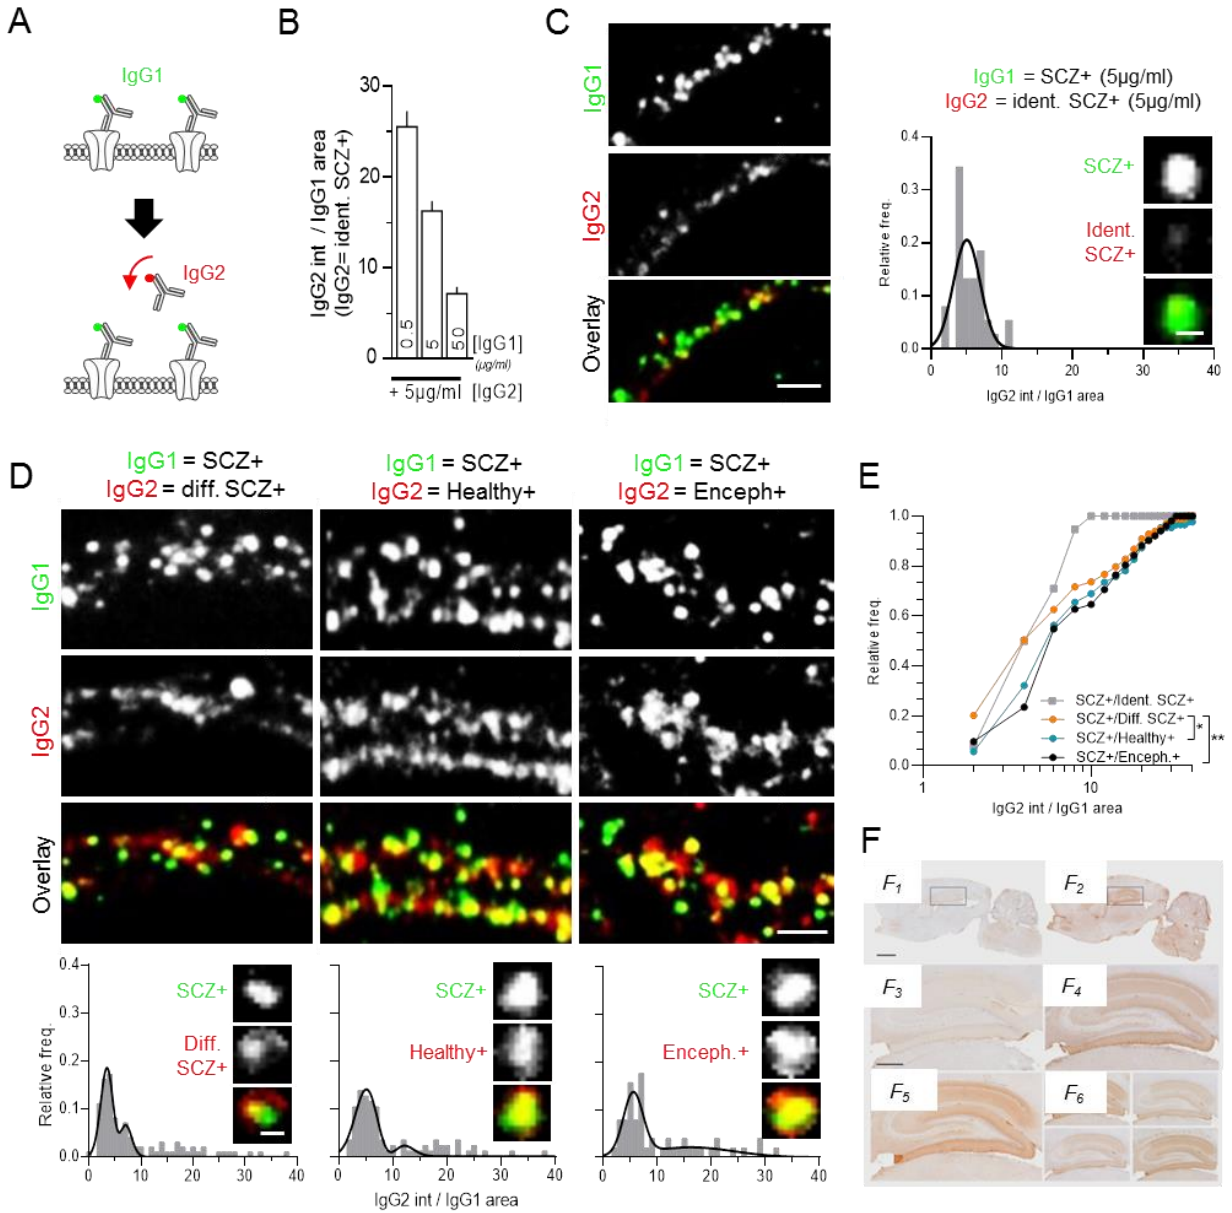 A
IgG1
IgG2
B
IgG2 int / IgG1 area
(IgG2= ident. SCZ+)
30
20
10
0
0.5
5
50
[IgG1]
(µg/ml)
+ 5µg/ml [IgG2]
C
IgG1
IgG2
Overlay
IgG1 = SCZ+ (5µg/ml)
IgG2 = ident. SCZ+ (5µg/ml)
Relative freq.
0.4
0.3
0.2
0.1
0.0
SCZ+
Ident.
SCZ+
0 10 20 30 40
IgG2 int / IgG1 area
D
IgG1 = SCZ+
IgG2 = diff. SCZ+
IgG1 = SCZ+
IgG2 = Healthy+
IgG1 = SCZ+
IgG2 = Enceph+
IgG1
IgG2
Overlay
Relative freq.
0.4
0.3
0.2
0.1
0.0
SCZ+
Diff.
SCZ+
0 10 20 30 40
SCZ+
Healthy+
0 10 20 30 40
SCZ+
Enceph.+
0 10 20 30 40
IgG2 int / IgG1 area
E
Relative freq.
1.0
0.8
0.6
0.4
0.2
0.0
SCZ+/Ident. SCZ+
SCZ+/Diff. SCZ+
SCZ+/Healthy+
SCZ+/Enceph.+
*
**
1 10
IgG2 int / IgG1 area
F
F1
F2
F3
F4
F5
F6